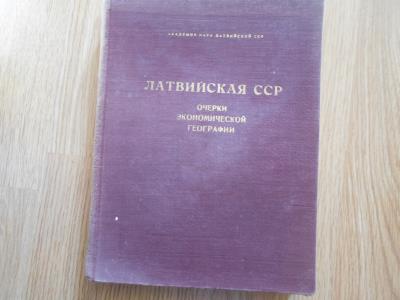 АКАДЕМИЯ НАУК ЛАТВИЙСКОЙ ССР
ЛАТВИЙСКАЯ ССР
ОЧЕРКИ
ЭКОНОМИЧЕСКОЙ
ГЕОГРАФИИ